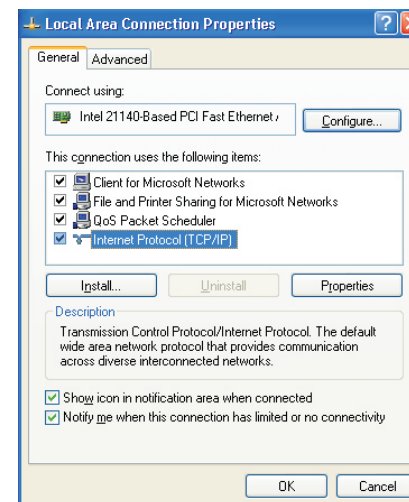 Local Area Connection Properties
General Advanced
Connect using:
Intel 21140-Based PCI Fast Ethernet
Configure...
This connection uses the following items:
Client for Microsoft Networks
File and Printer Sharing for Microsoft Networks
QoS Packet Scheduler
Internet Protocol (TCP/IP)
Install... Uninstall Properties
Description
Transmission Control Protocol/Internet Protocol. The default
wide area network protocol that provides communication
across diverse interconnected networks.
Show icon in notification area when connected
Notify me when this connection has limited or no connectivity
OK Cancel